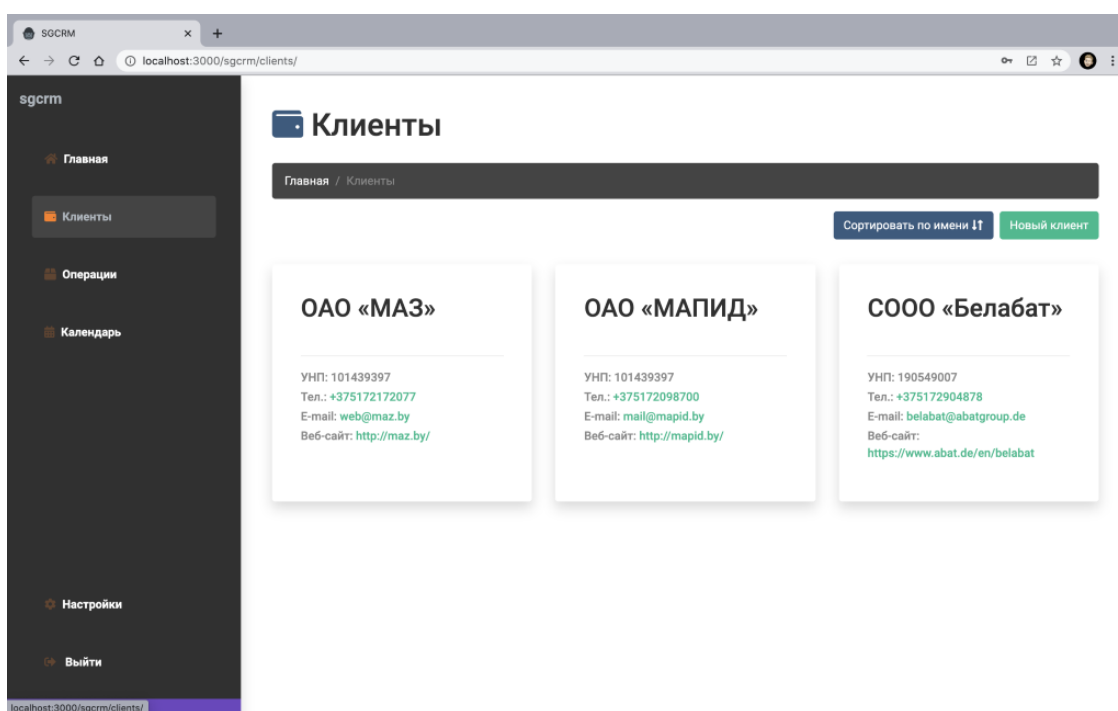 SGCRM
localhost:3000/sgcrm/clients/
sgcrm
Главная
Клиенты
Операции
Календарь
Настройки
Выйти
localhost:3000/sgcrm/clients/
Клиенты
Главная / Клиенты
Сортировать по имени
Новый клиент
ОАО «МАЗ»
УНП: 101439397
Тел.: +375172172077
E-mail: web@maz.by
Веб-сайт: http://maz.by/
ОАО «МАПИД»
УНП: 101439397
Тел.: +375172098700
E-mail: mail@mapid.by
Веб-сайт: http://mapid.by/
СООО «Белабат»
УНП: 190549007
Тел.: +375172904878
E-mail: belabat@abatgroup.de
Веб-сайт:
https://www.abat.de/en/belabat